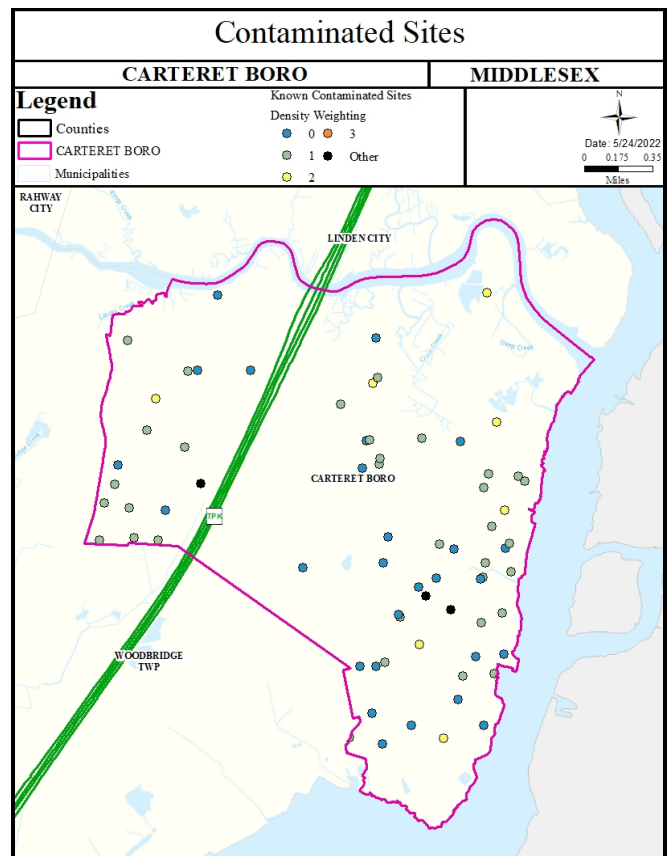 Contaminated Sites
CARTERET BORO
MIDDLESEX
Legend
Counties
CARTERET BORO
Municipalities
Known Contaminated Sites
Density Weighting
0
3
1
Other
2
N
Date: 5/24/2022
0 0.175 0.35
Miles
RAHWAY
CITY
LINDEN CITY
Deep Creek
CARTERET BORO
TPK
WOODBRIDGE
TWP